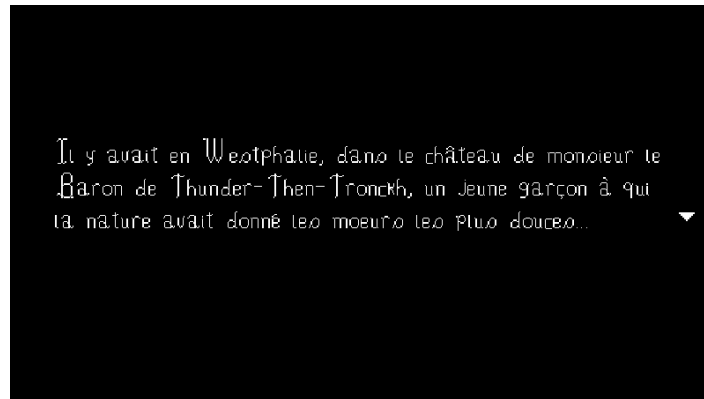 Il y avait en Westphalie, dans le château de monsieur le
Baron de Thunder-Then-Tronckh, un jeune garçon à qui
la nature avait donné les moeurs les plus douces...